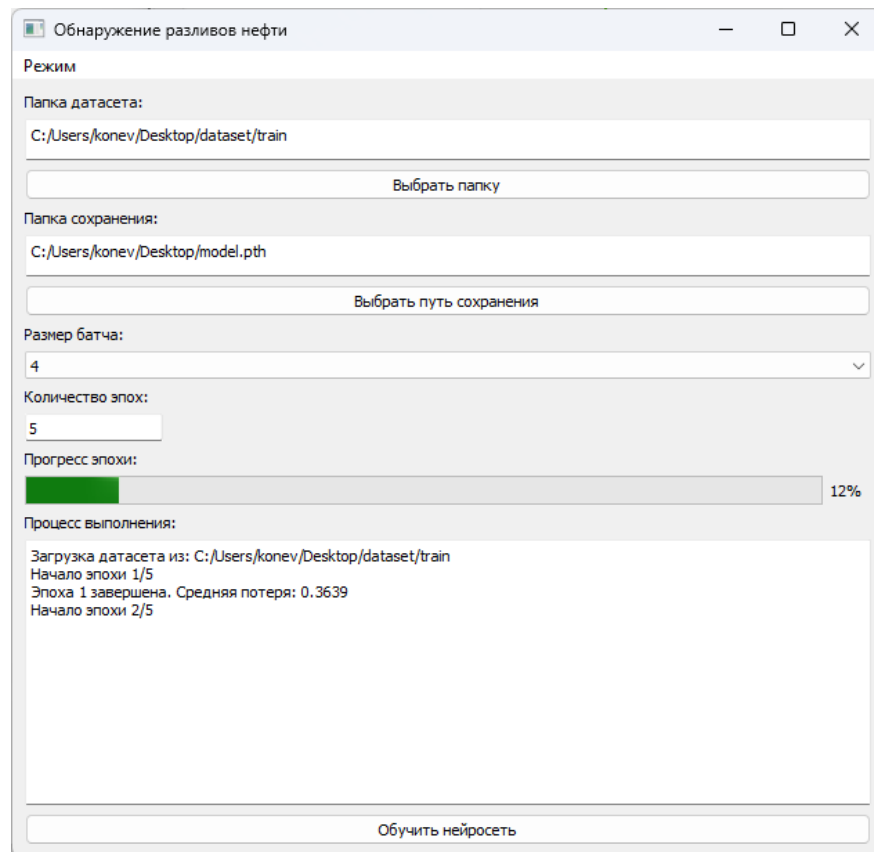 Обнаружение разливов нефти
Режим
Папка датасета:
C:/Users/konev/Desktop/dataset/train
Выбрать папку
Папка сохранения:
C:/Users/konev/Desktop/model.pth
Выбрать путь сохранения
Размер батча:
4
Количество эпох:
5
Прогресс эпохи:
12%
Процесс выполнения:
Загрузка датасета из: C:/Users/konev/Desktop/dataset/train
Начало эпохи 1/5
Эпоха 1 завершена. Средняя потеря: 0.3639
Начало эпохи 2/5
Обучить нейросеть